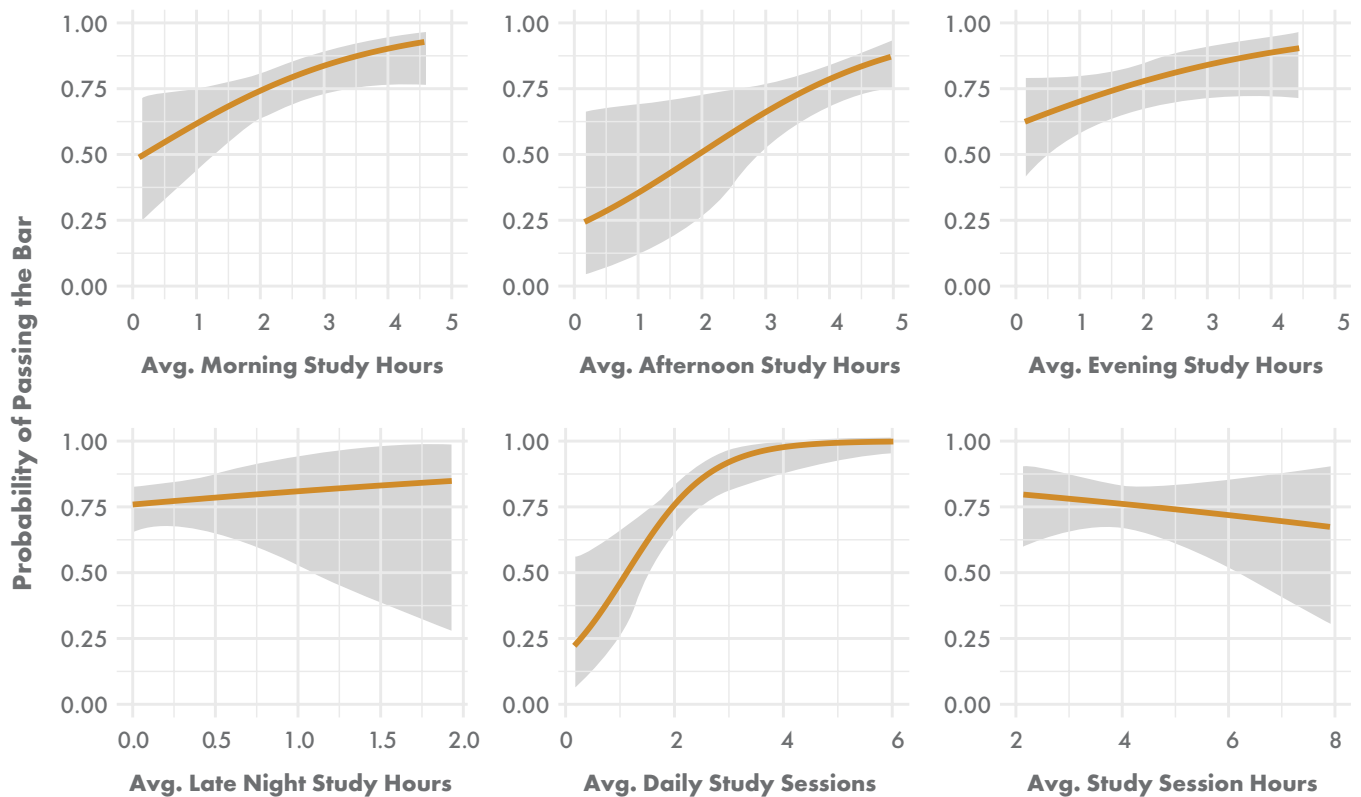 Probability of Passing the Bar
1.00
0.75
0.50
0.25
0.00
0 1 2 3 4 5
Avg. Morning Study Hours
1.00
0.75
0.50
0.25
0.00
0 1 2 3 4 5
Avg. Afternoon Study Hours
1.00
0.75
0.50
0.25
0.00
0 1 2 3 4 5
Avg. Evening Study Hours
1.00
0.75
0.50
0.25
0.00
0.0 0.5 1.0 1.5 2.0
Avg. Late Night Study Hours
1.00
0.75
0.50
0.25
0.00
0 2 4 6
Avg. Daily Study Sessions
1.00
0.75
0.50
0.25
0.00
2 4 6 8
Avg. Study Session Hours